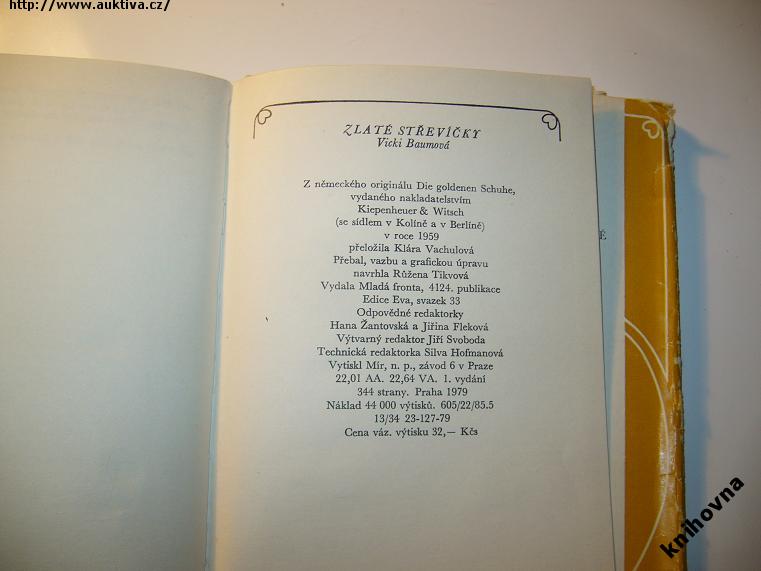 http://www.auktiva.cz/
ZLATÉ STŘEVÍČKY
Vicki Baumová
Z německého originálu Die goldenen Schuhe,
vydaného nakladatelstvím
Kiepenheuer & Witsch
(se sídlem v Kolíně a v Berlíně)
v roce 1959
přeložila Klára Vachulová
Přebal, vazbu a grafickou úpravu
navrhla Růžena Tikvová
Vydala Mladá fronta, 4124. publikace
Edice Eva, svazek 33
Odpovědné redaktorky
Hana Žantovská a Jiřina Fleková
Výtvarný redaktor Jiří Svoboda
Technická redaktorka Silva Hofmanová
Vytiskl Mír, n. p., závod 6 v Praze
22,01 AA. 22,64 VA. 1. vydání
344 strany. Praha 1979
Náklad 44 000 výtisků. 605/22/85.5
13/34 23-127-79
Cena váz. výtisku 32,— Kčs
É
knihovna